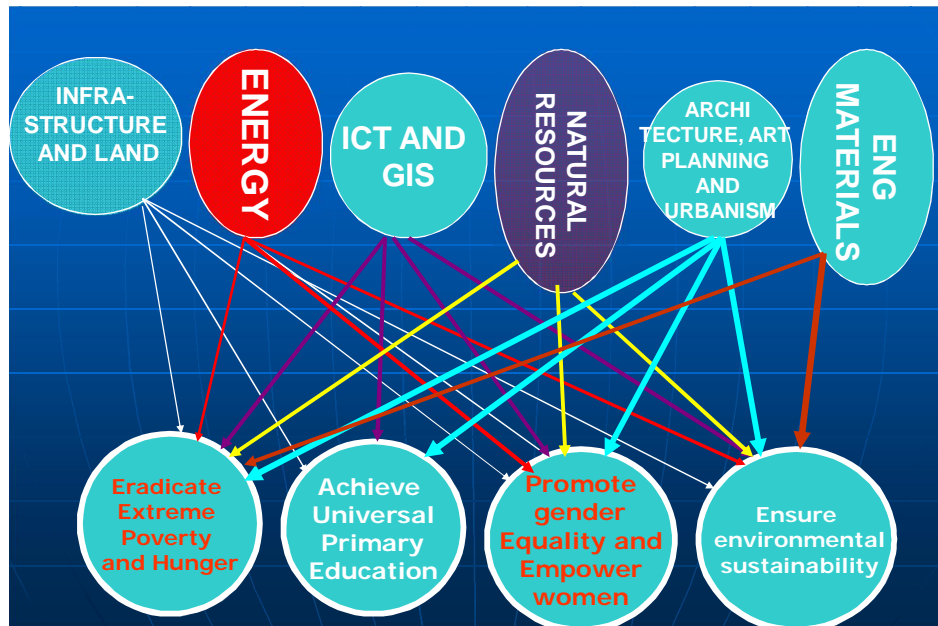 INFRA-
STRUCTURE
AND LAND
ENERGY
ICT AND
GIS
NATURAL
RESOURCES
ARCHI
TECTURE, ART
PLANNING
AND
URBANISM
ENG
MATERIALS
Eradicate
Extreme
Poverty
and Hunger
Achieve
Universal
Primary
Education
Promote
gender
Equality and
Empower
women
Ensure
environmental
sustainability